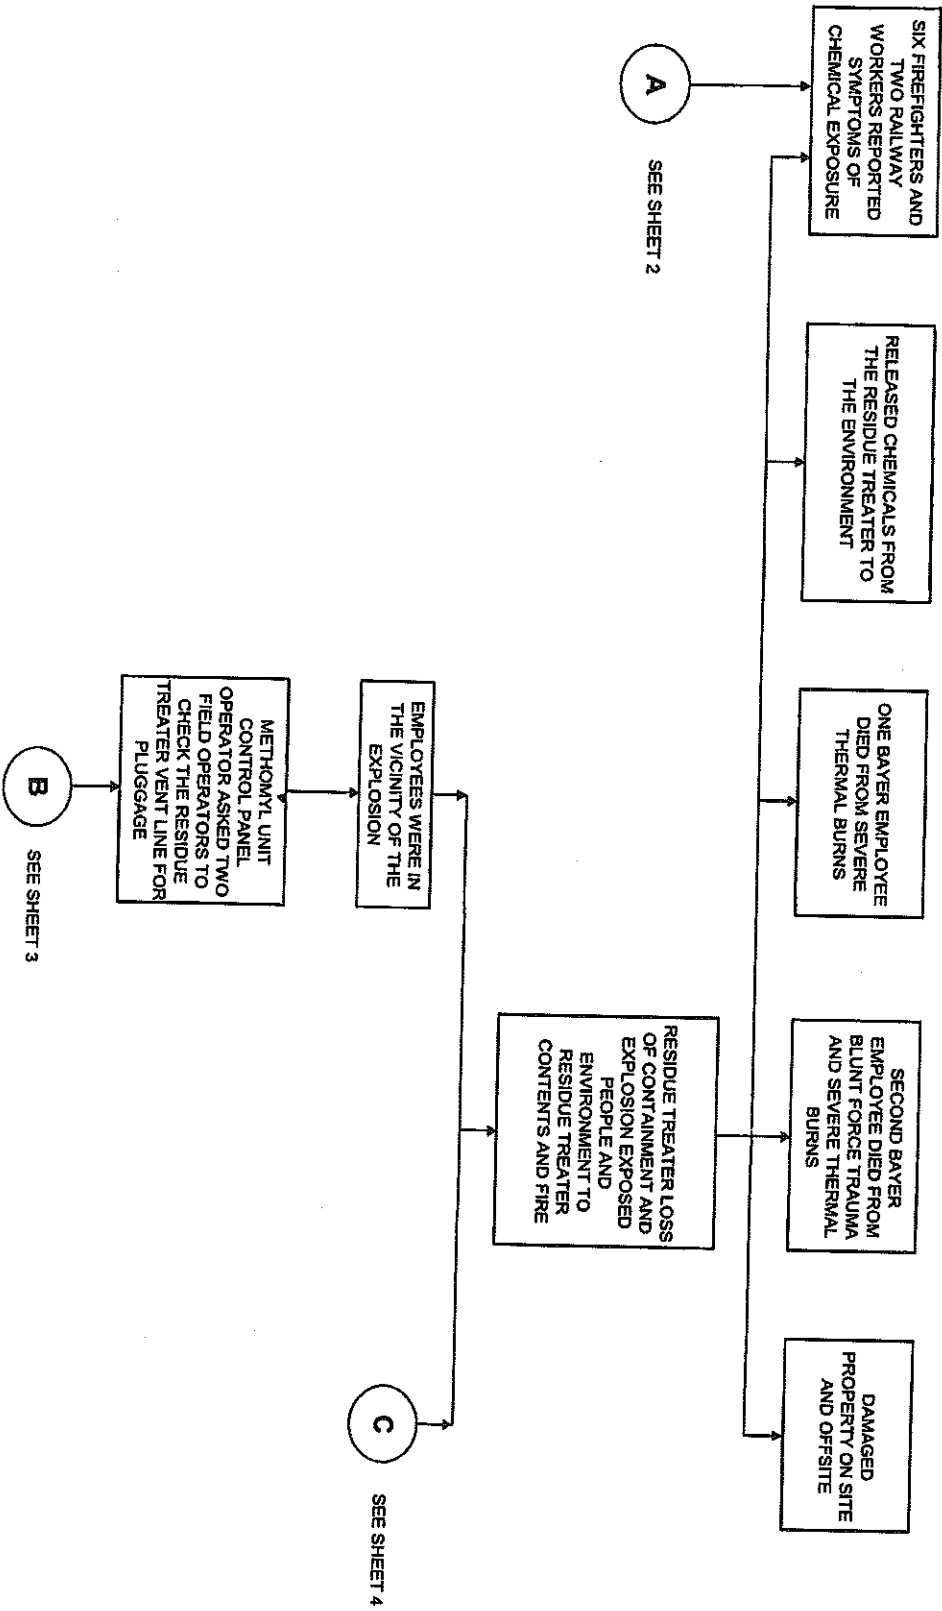 SIX FIREFIGHTERS AND
TWO RAILWAY
WORKERS REPORTED
SYMPTOMS OF
CHEMICAL EXPOSURE
RELEASED CHEMICALS FROM
THE RESIDUE TREATER TO
THE ENVIRONMENT
ONE BAYER EMPLOYEE
DIED FROM SEVERE
THERMAL BURNS
SECOND BAYER
EMPLOYEE DIED FROM
BLUNT FORCE TRAUMA
AND SEVERE THERMAL
BURNS
DAMAGED
PROPERTY ON SITE
AND OFFSITE
A
SEE SHEET 2
RESIDUE TREATER LOSS
OF CONTAINMENT AND
EXPLOSION EXPOSED
PEOPLE AND
ENVIRONMENT TO
RESIDUE TREATER
CONTENTS AND FIRE
EMPLOYEES WERE IN
THE VICINITY OF THE
EXPLOSION
C
SEE SHEET 4
METHOMYL UNIT
CONTROL PANEL
OPERATOR ASKED TWO
FIELD OPERATORS TO
CHECK THE RESIDUE
TREATER VENT LINE FOR
PLUGGAGE
B
SEE SHEET 3